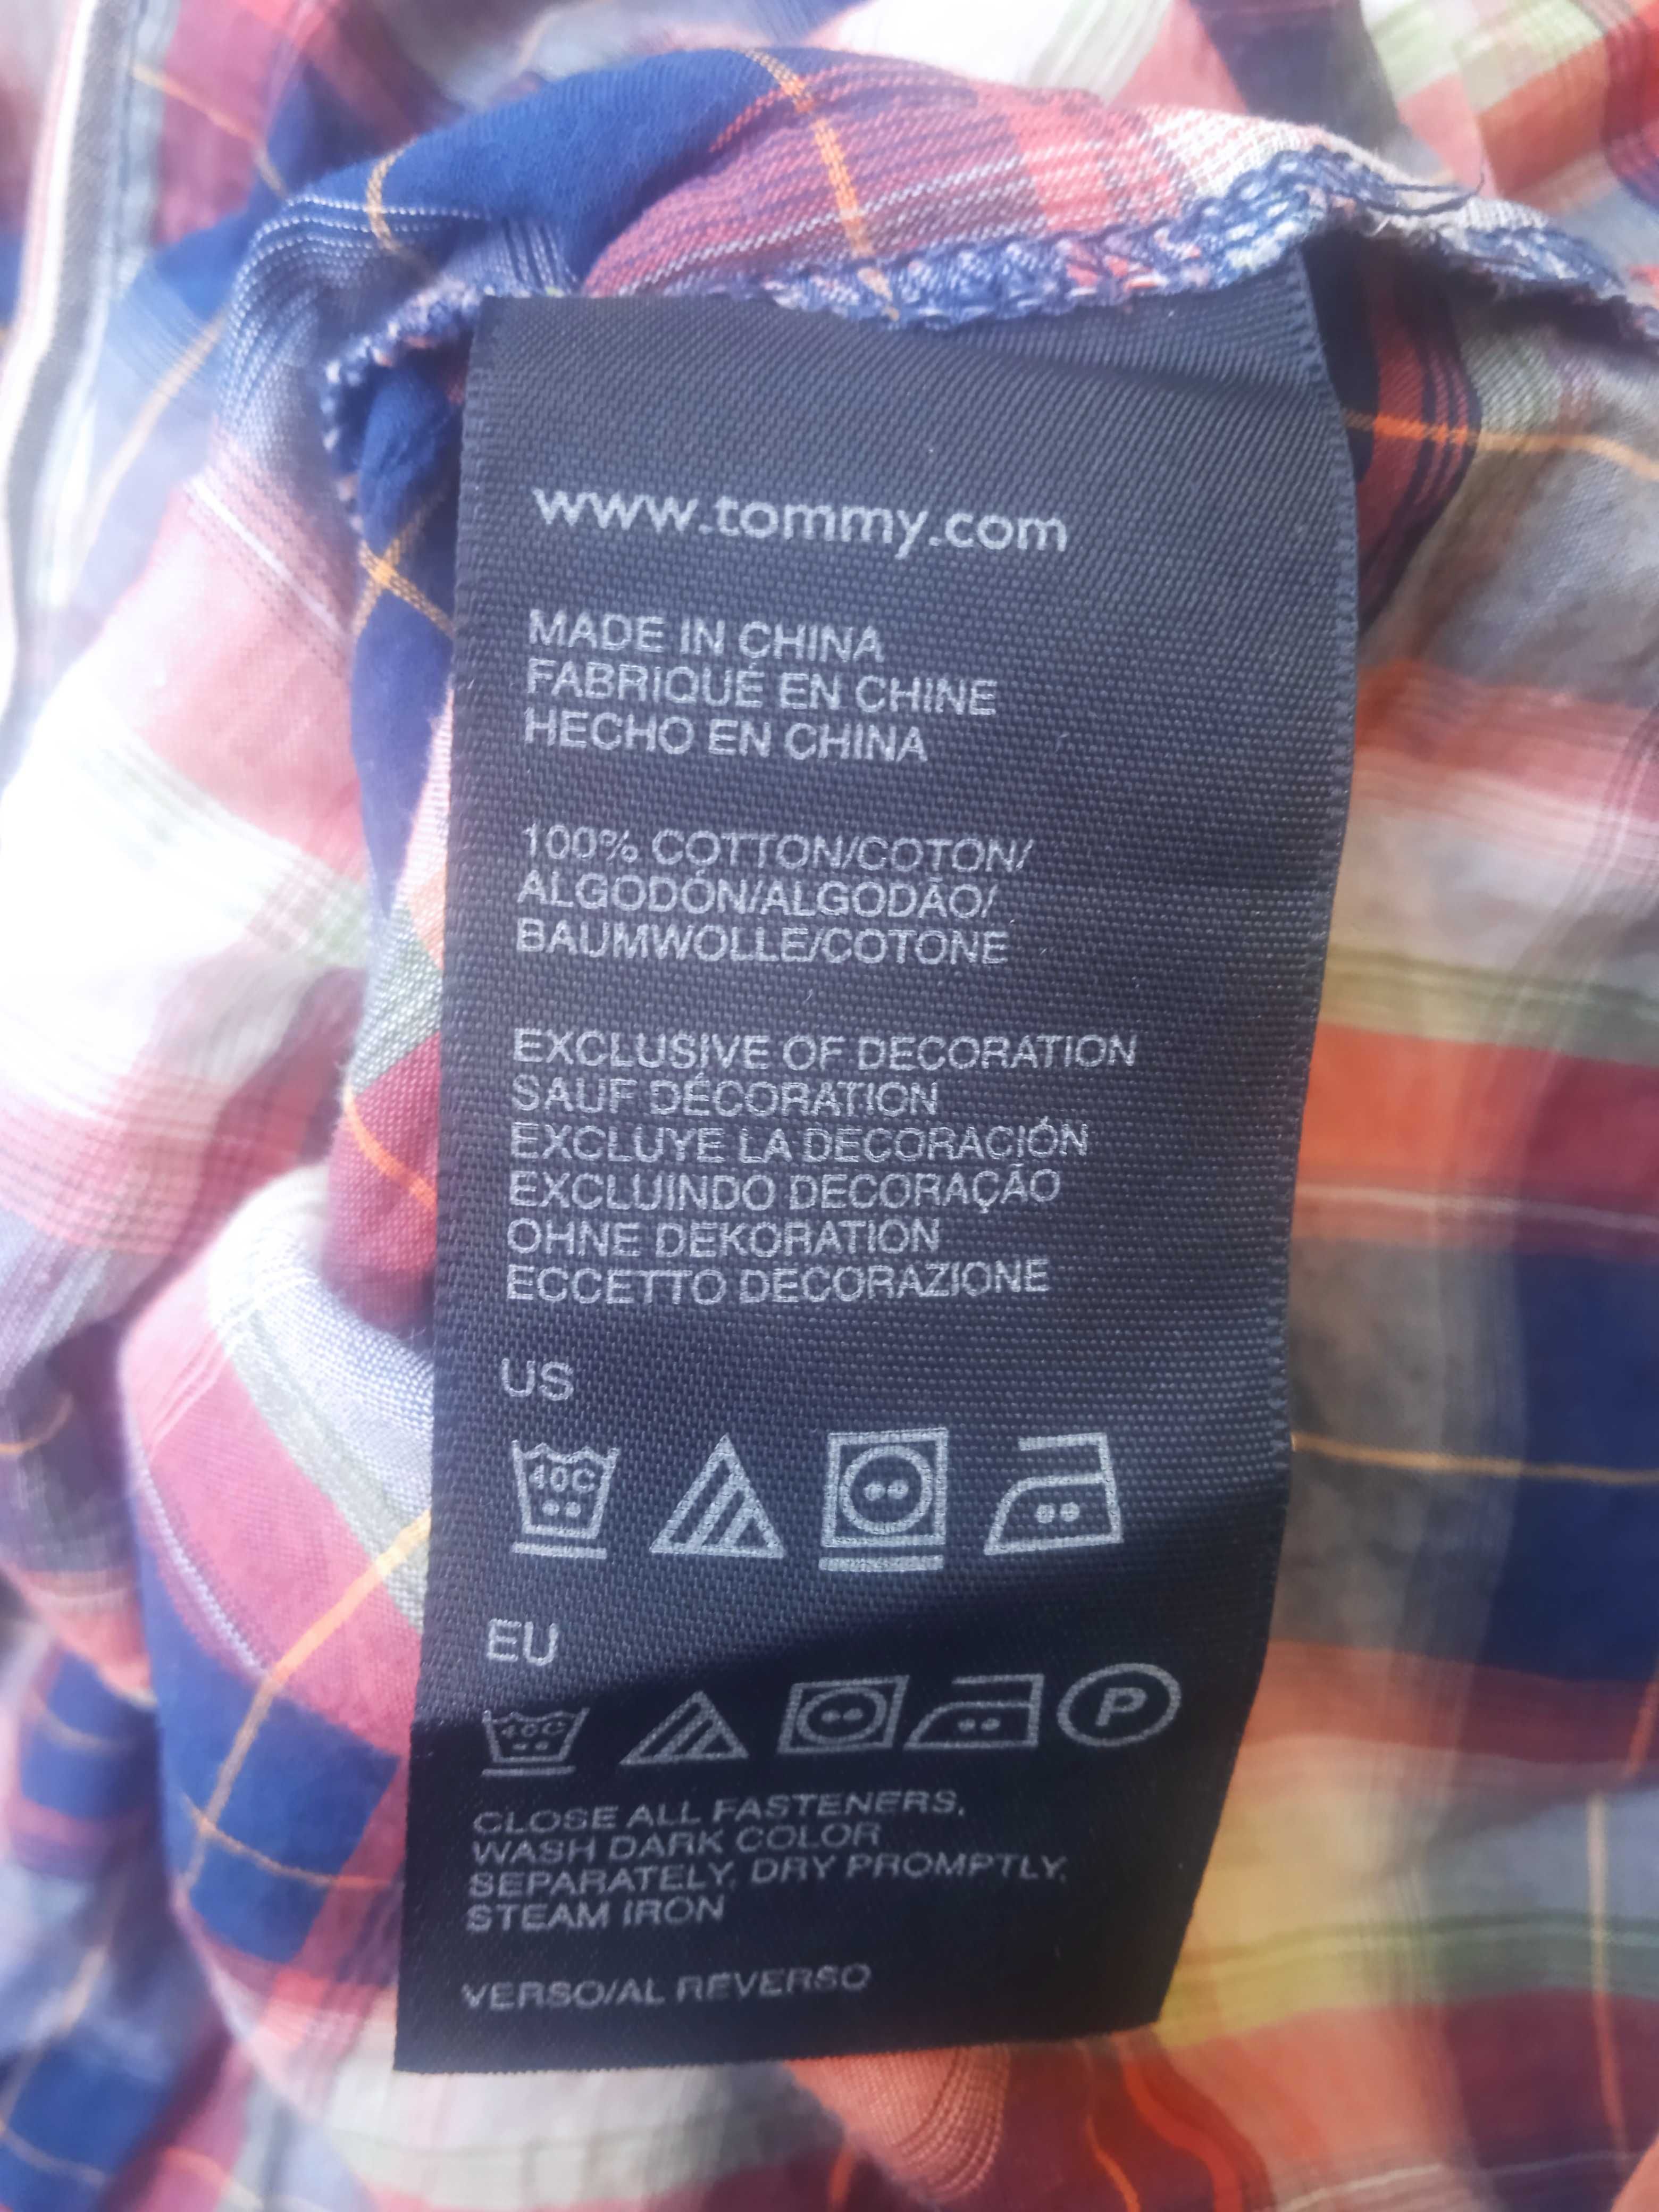 www.tommy.com
MADE IN CHINA
FABRIQUÉ EN CHINE
HECHO EN CHINA
100% COTTON/COTON/
ALGODÓN/ALGODÃO/
BAUMWOLLE/COTONE
EXCLUSIVE OF DECORATION
SAUF DÉCORATION
EXCLUYE LA DECORACIÓN
EXCLUINDO DECORAÇÃO
OHNE DEKORATION
ECCETTO DECORAZIONE
US
40C
EU
40C P
CLOSE ALL FASTENERS,
WASH DARK COLOR
SEPARATELY, DRY PROMPTLY,
STEAM IRON
VERSO/AL REVERSO